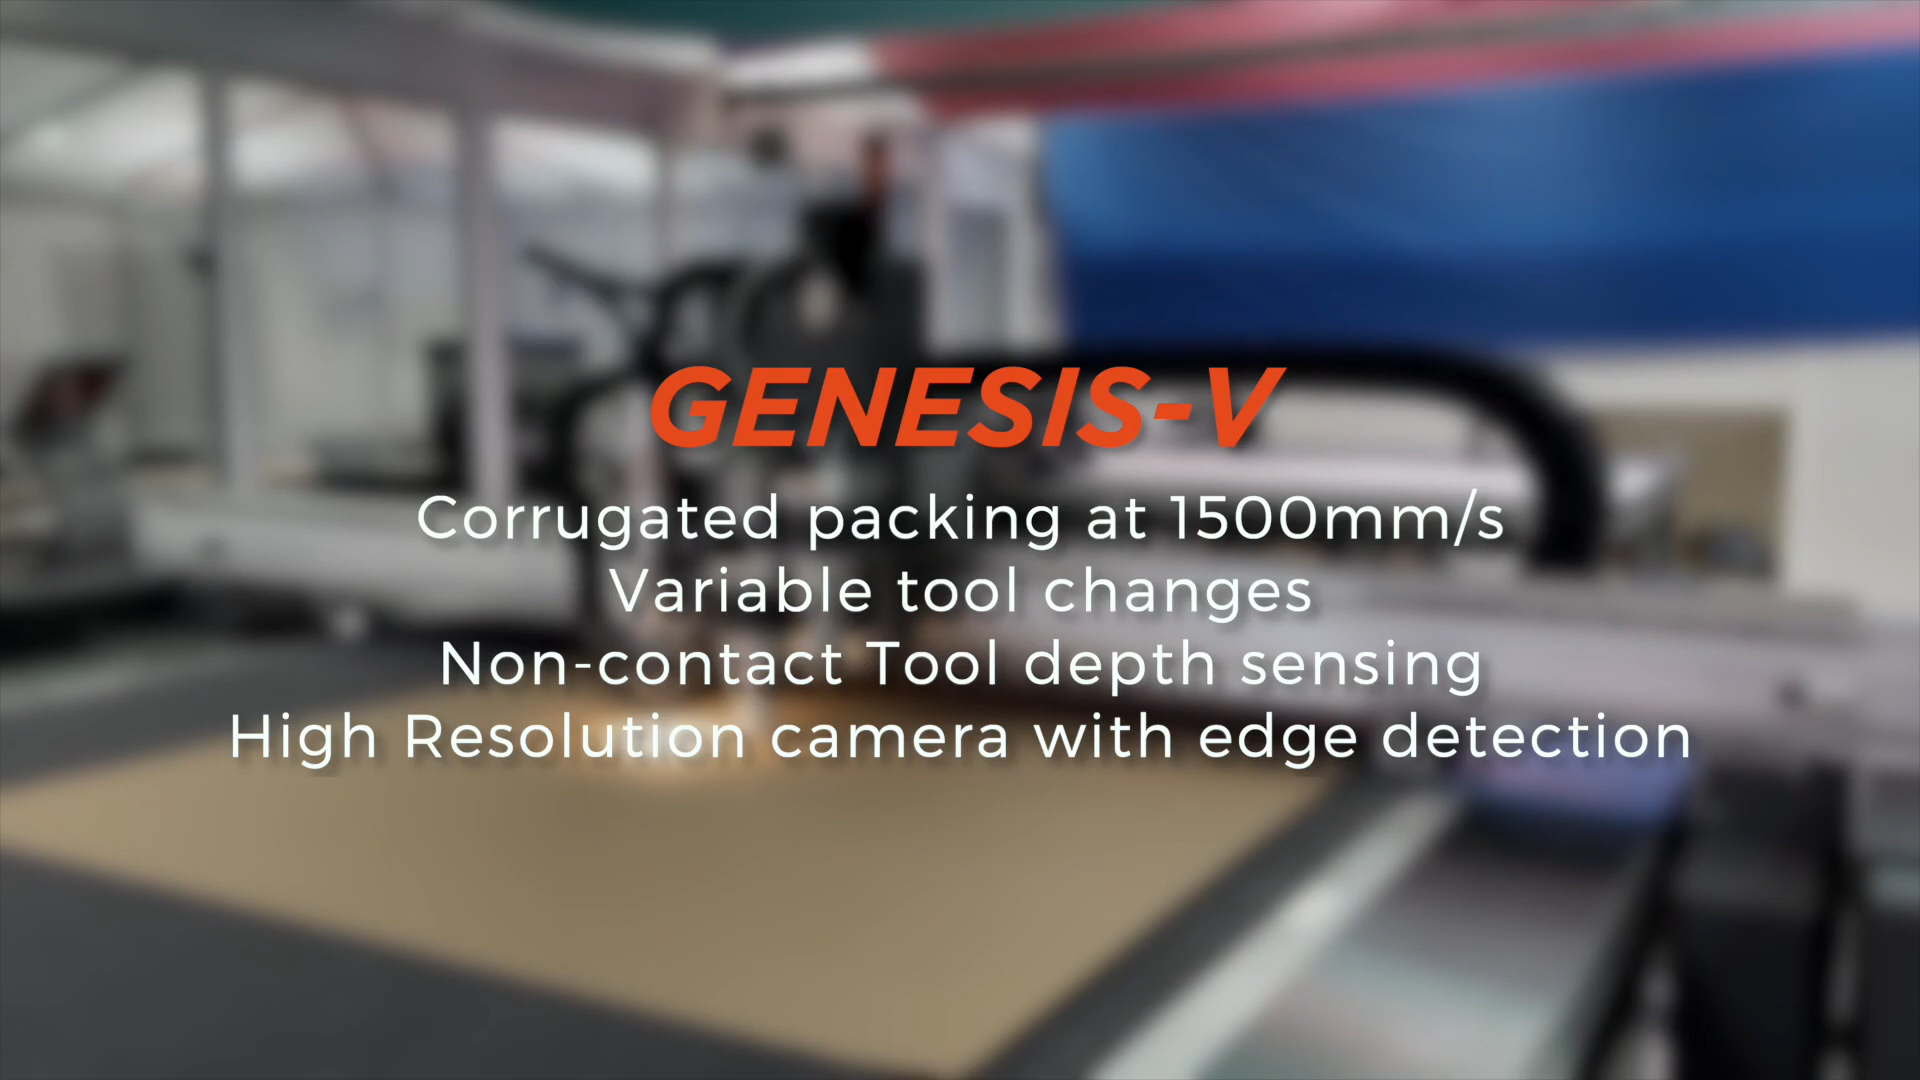 GENESIS-V
Corrugated packing at 1500mm/s
Variable tool changes
Non-contact Tool depth sensing
High Resolution camera with edge detection